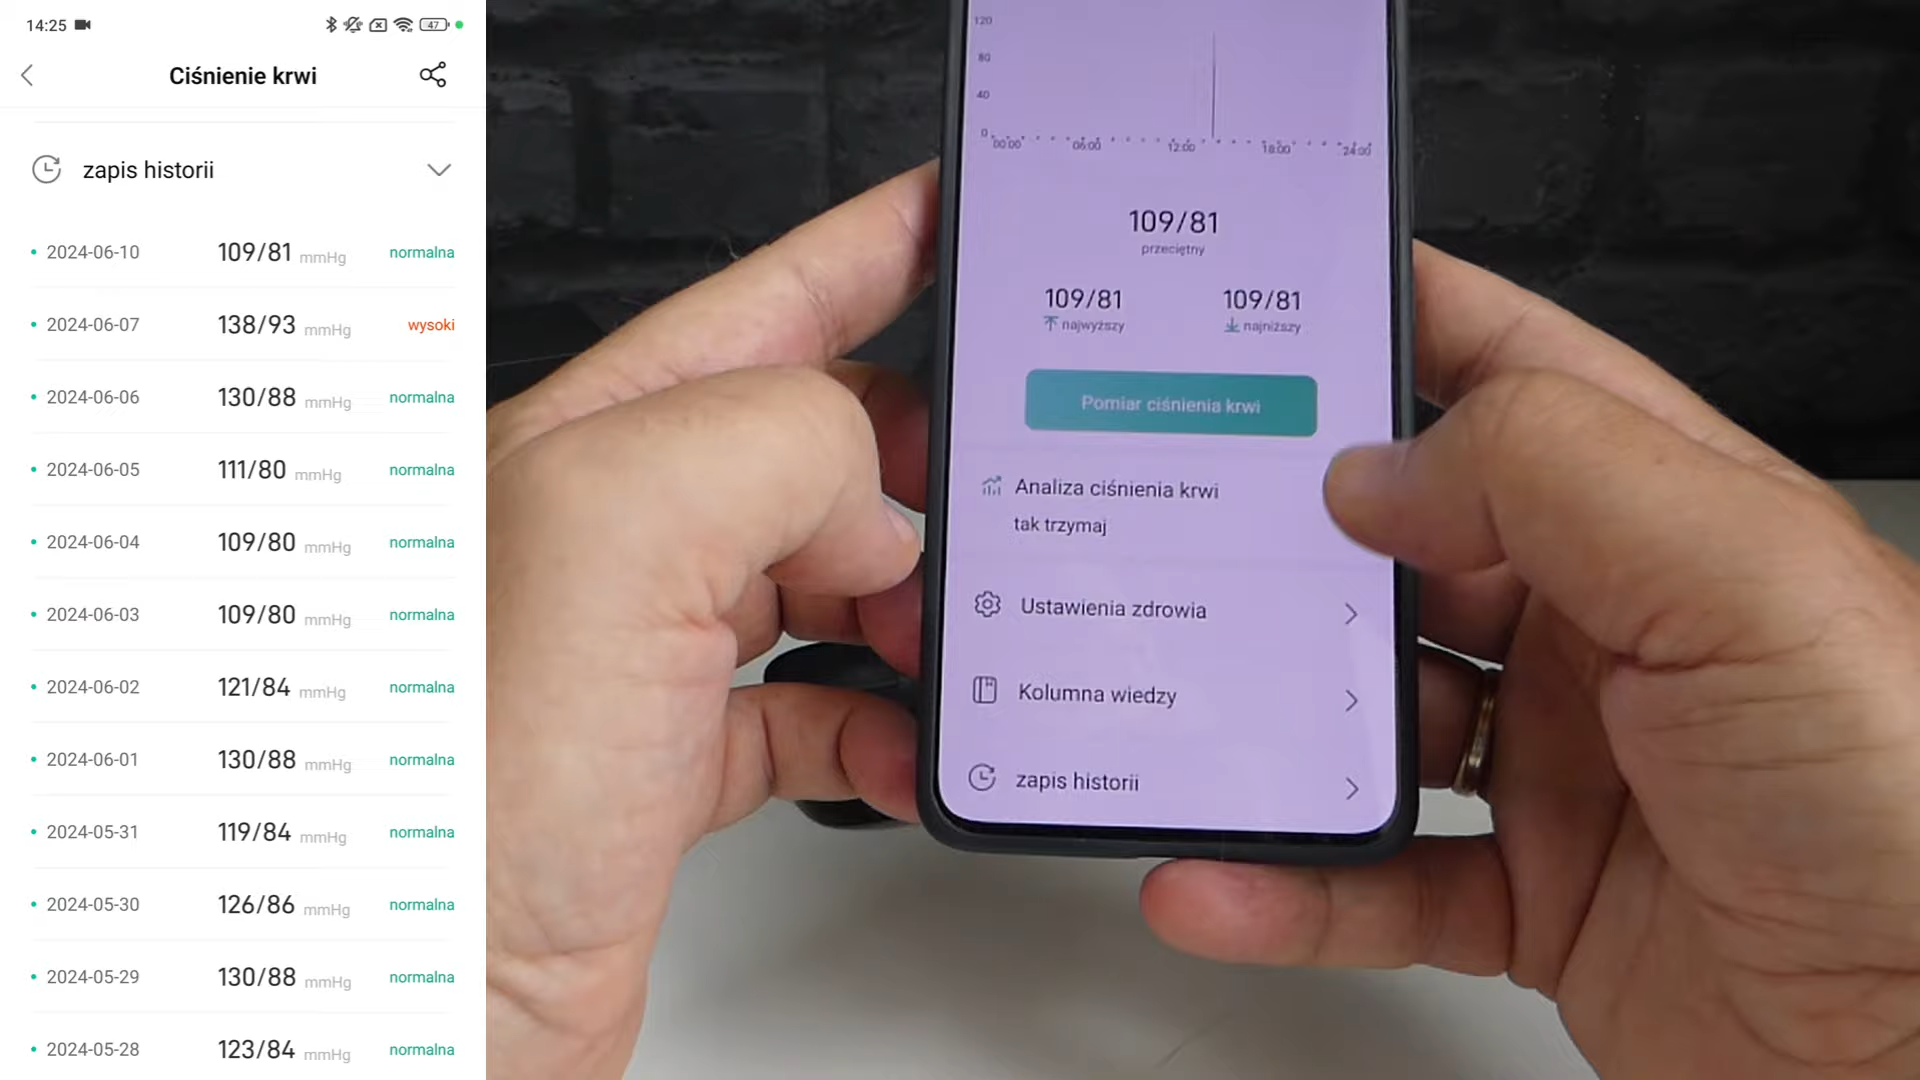 14:25
47
Ciśnienie krwi
zapis historii
2024-06-10 109/81 mmHg normalna
2024-06-07 138/93 mmHg wysoki
2024-06-06 130/88 mmHg normalna
2024-06-05 111/80 mmHg normalna
2024-06-04 109/80 mmHg normalna
2024-06-03 109/80 mmHg normalna
2024-06-02 121/84 mmHg normalna
2024-06-01 130/88 mmHg normalna
2024-05-31 119/84 mmHg normalna
2024-05-30 126/86 mmHg normalna
2024-05-29 130/88 mmHg normalna
2024-05-28 123/84 mmHg normalna
120
80
40
0
00:00 06:00 12:00 18:00 24:00
109/81
przeciętny
109/81 109/81
najwyższy najniższy
Pomiar ciśnienia krwi
Analiza ciśnienia krwi
tak trzymaj
Ustawienia zdrowia
Kolumna wiedzy
zapis historii